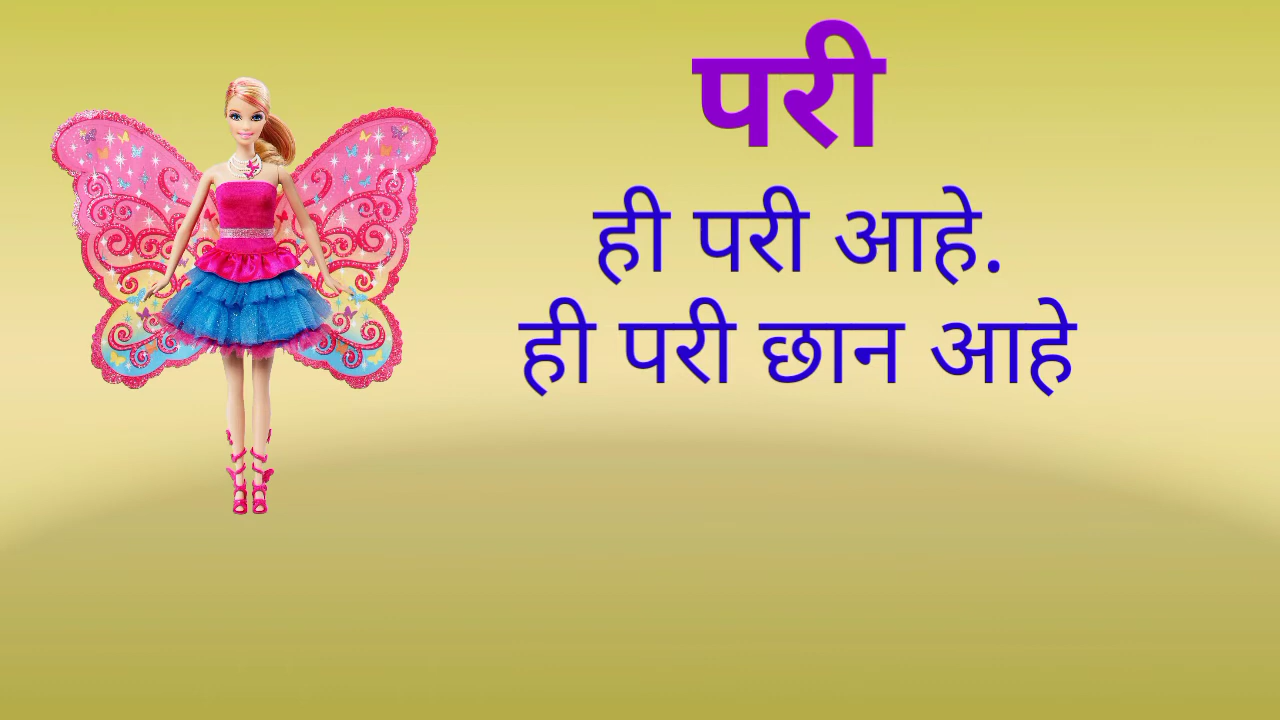 परी
ही परी आहे.
ही परी छान आहे